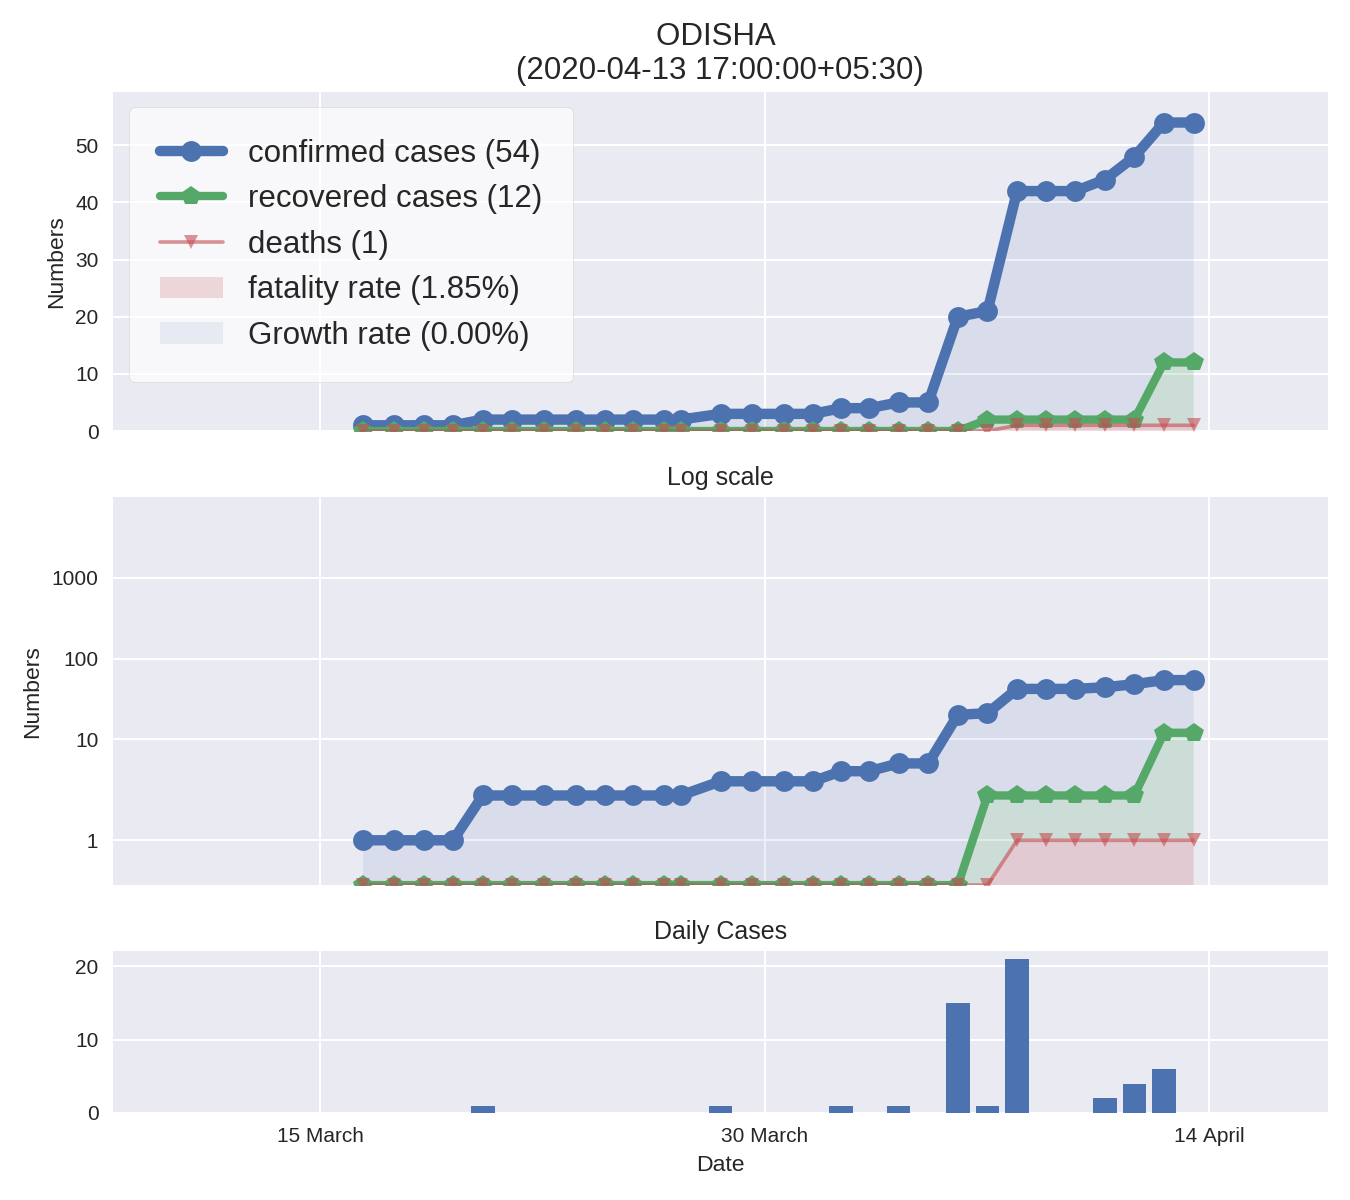 ODISHA
(2020-04-13 17:00:00+05:30)
confirmed cases (54)
recovered cases (12)
deaths (1)
fatality rate (1.85%)
Growth rate (0.00%)
Numbers
50
40
30
20
10
0
Log scale
Numbers
1000
100
10
1
Daily Cases
20
10
0
15 March
30 March
14 April
Date